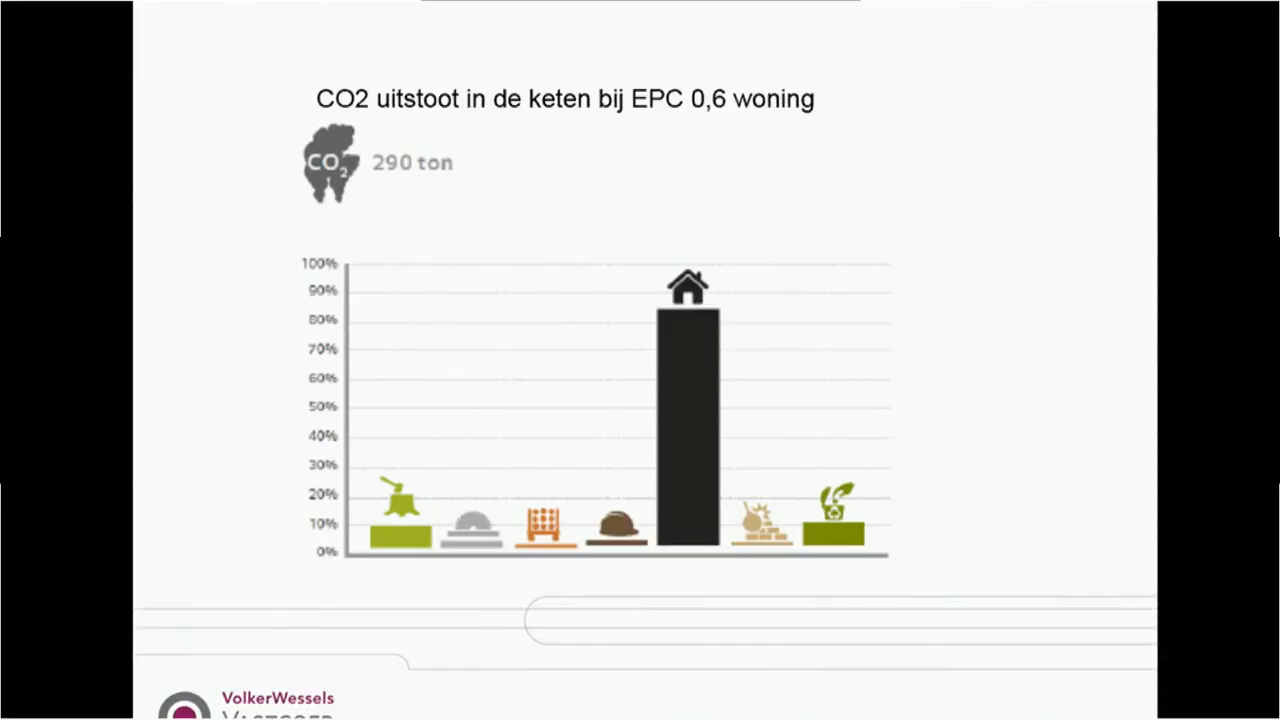 CO2 uitstoot in de keten bij EPC 0,6 woning
CO2
290 ton
100%
90%
80%
70%
60%
50%
40%
30%
20%
10%
0%
VolkerWessels